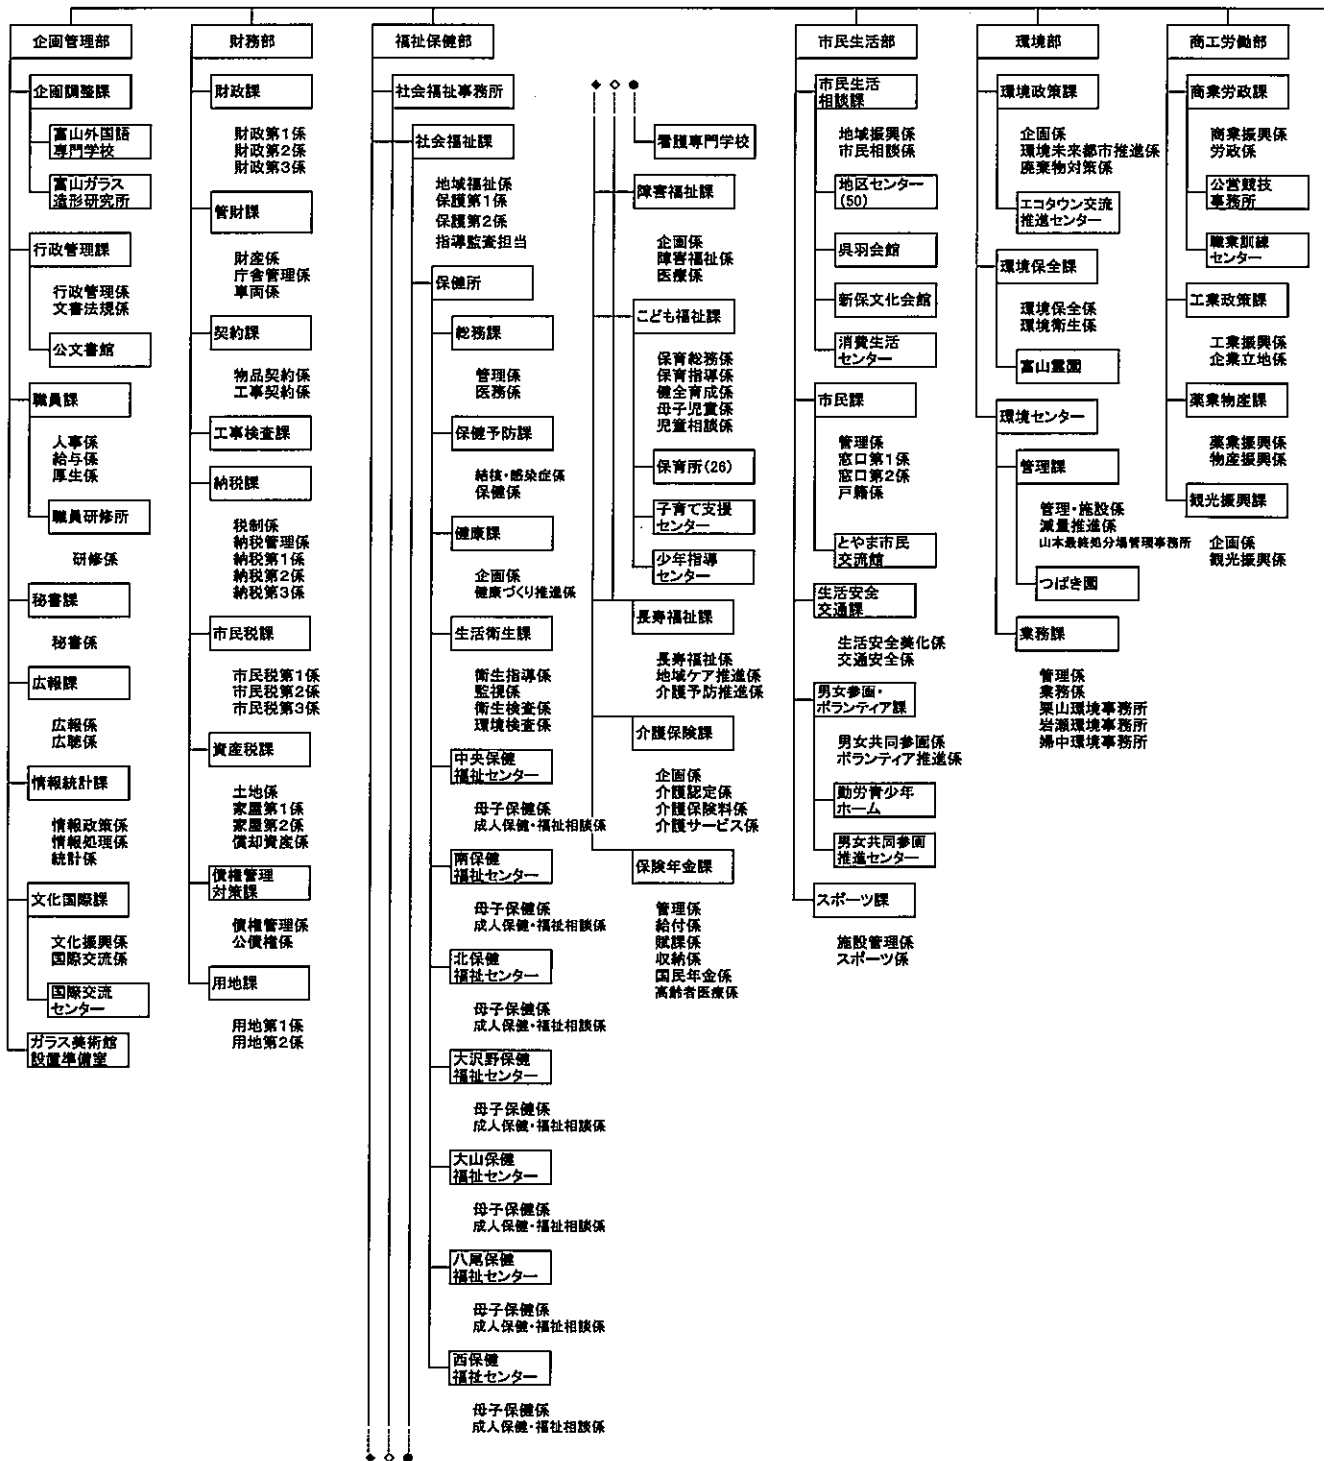 企画管理部
企画調整課
富山外国語
専門学校
富山ガラス
造形研究所
行政管理課
行政管理係
文書法規係
公文書館
職員課
人事係
給与係
厚生係
職員研修所
研修係
秘書課
秘書係
広報課
広報係
広聴係
情報統計課
情報政策係
情報処理係
統計係
文化国際課
文化振興係
国際交流係
国際交流
センター
ガラス美術館
設置準備室
財務部
財政課
財政第1係
財政第2係
財政第3係
管財課
財産係
庁舎管理係
車両係
契約課
物品契約係
工事契約係
工事検査課
納税課
税制係
納税管理係
納税第1係
納税第2係
納税第3係
市民税課
市民税第1係
市民税第2係
市民税第3係
資産税課
土地係
家屋第1係
家屋第2係
償却資産係
債権管理
対策課
債権管理係
公債権係
用地課
用地第1係
用地第2係
福祉保健部
社会福祉事務所
社会福祉課
地域福祉係
保護第1係
保護第2係
指導監査担当
保健所
総務課
管理係
医務係
保健予防課
結核・感染症係
保健係
健康課
企画係
健康づくり推進係
生活衛生課
衛生指導係
監視係
衛生検査係
環境検査係
中央保健
福祉センター
母子保健係
成人保健・福祉相談係
南保健
福祉センター
母子保健係
成人保健・福祉相談係
北保健
福祉センター
母子保健係
成人保健・福祉相談係
大沢野保健
福祉センター
母子保健係
成人保健・福祉相談係
大山保健
福祉センター
母子保健係
成人保健・福祉相談係
八尾保健
福祉センター
母子保健係
成人保健・福祉相談係
西保健
福祉センター
母子保健係
成人保健・福祉相談係
◆ ◇ ●
◆ ◇ ●
看護専門学校
障害福祉課
企画係
障害福祉係
医療係
こども福祉課
保育総務係
保育指導係
健全育成係
母子児童係
児童相談係
保育所(26)
子育て支援
センター
少年指導
センター
長寿福祉課
長寿福祉係
地域ケア推進係
介護予防推進係
介護保険課
企画係
介護認定係
介護保険料係
介護サービス係
保険年金課
管理係
給付係
賦課係
収納係
国民年金係
高齢者医療係
市民生活部
市民生活
相談課
地域振興係
市民相談係
地区センター
(50)
呉羽会館
新保文化会館
消費生活
センター
市民課
管理係
窓口第1係
窓口第2係
戸籍係
とやま市民
交流館
生活安全
交通課
生活安全美化係
交通安全係
男女参画・
ボランティア課
男女共同参画係
ボランティア推進係
勤労青少年
ホーム
男女共同参画
推進センター
スポーツ課
施設管理係
スポーツ係
環境部
環境政策課
企画係
環境未来都市推進係
廃棄物対策係
エコタウン交流
推進センター
環境保全課
環境保全係
環境衛生係
富山霊園
環境センター
管理課
管理・施設係
減量推進係
山本最終処分場管理事務所
つばき園
業務課
管理係
業務係
栗山環境事務所
岩瀬環境事務所
婦中環境事務所
商工労働部
商業労政課
商業振興係
労政係
公営競技
事務所
職業訓練
センター
工業政策課
工業振興係
企業立地係
薬業物産課
薬業振興係
物産振興係
観光振興課
企画係
観光振興係